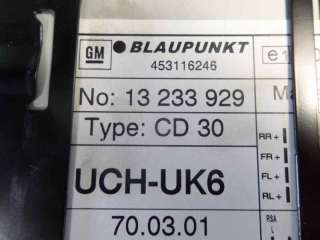 GM BLAUPUNKT
453116246
e1
No: 13 233 929
Type: CD 30
RR +
FR +
FL +
RL +
UCH-UK6
70.03.01